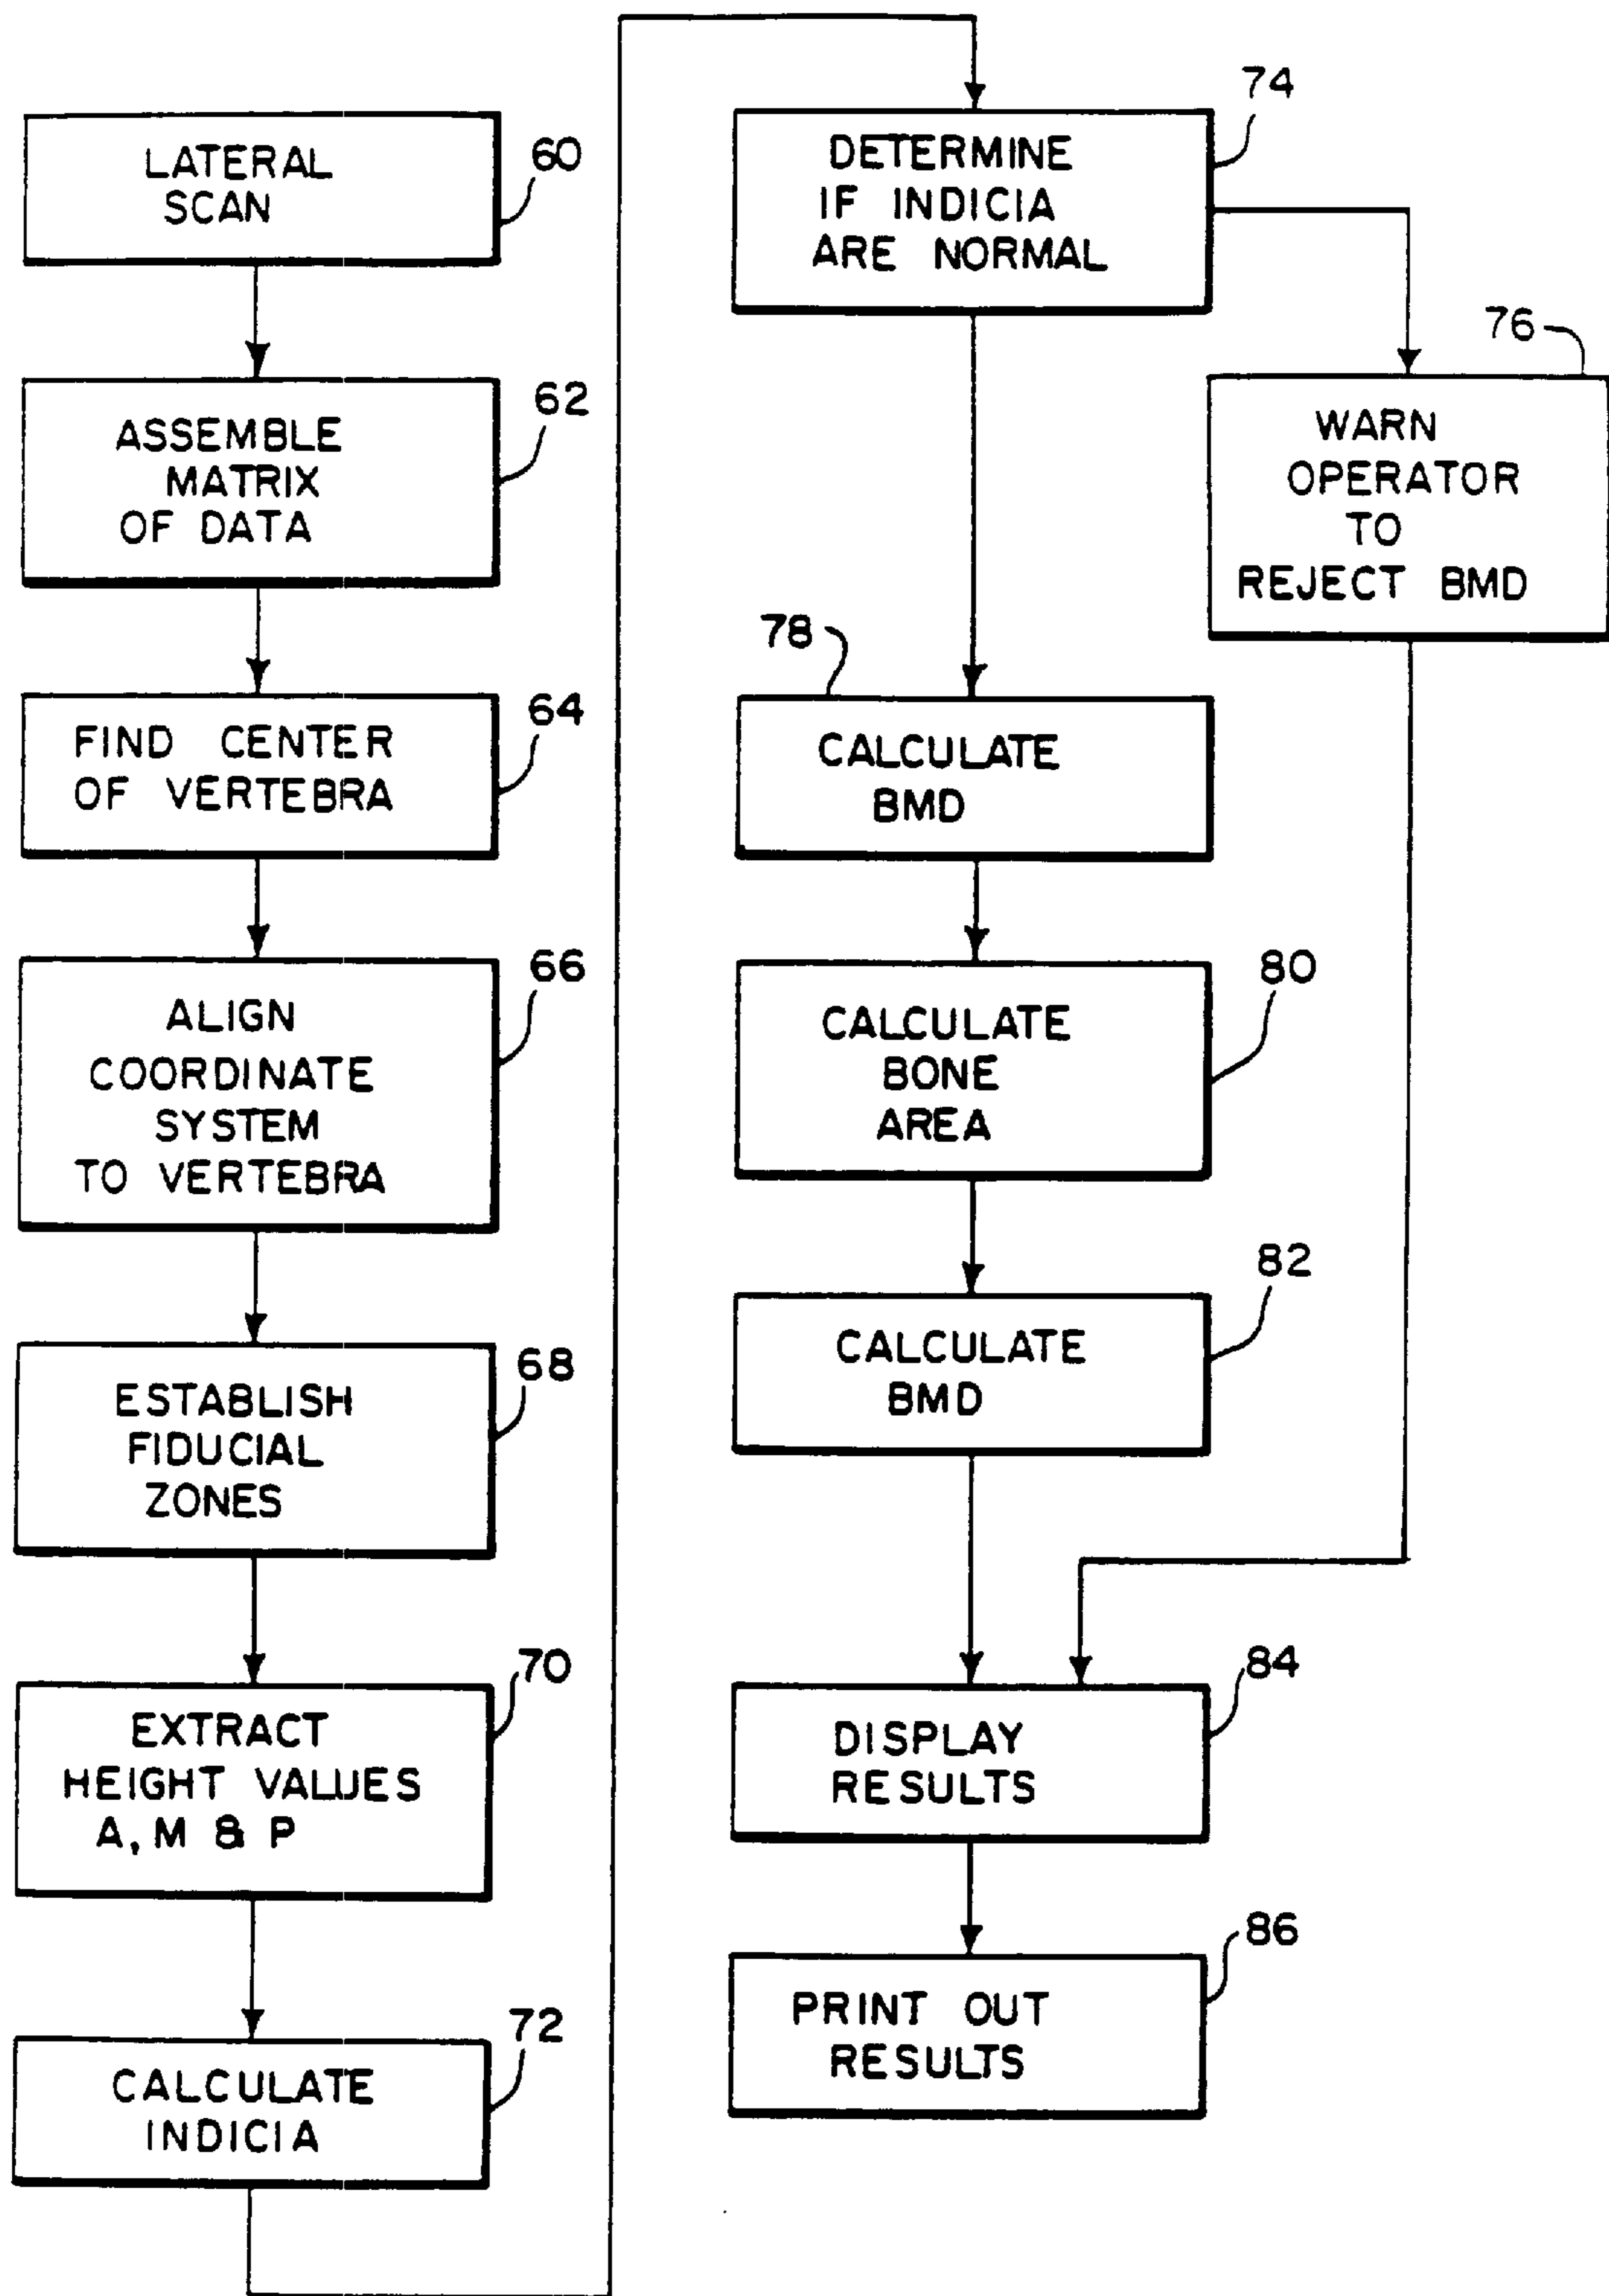 LATERAL
SCAN
60
ASSEMBLE
MATRIX
OF DATA
62
FIND CENTER
OF VERTEBRA
64
ALIGN
COORDINATE
SYSTEM
TO VERTEBRA
66
ESTABLISH
FIDUCIAL
ZONES
68
EXTRACT
HEIGHT VALUES
A, M & P
70
CALCULATE
INDICIA
72
DETERMINE
IF INDICIA
ARE NORMAL
74
WARN
OPERATOR
TO
REJECT BMD
76
CALCULATE
BMD
78
CALCULATE
BONE
AREA
80
CALCULATE
BMD
82
DISPLAY
RESULTS
84
PRINT OUT
RESULTS
86